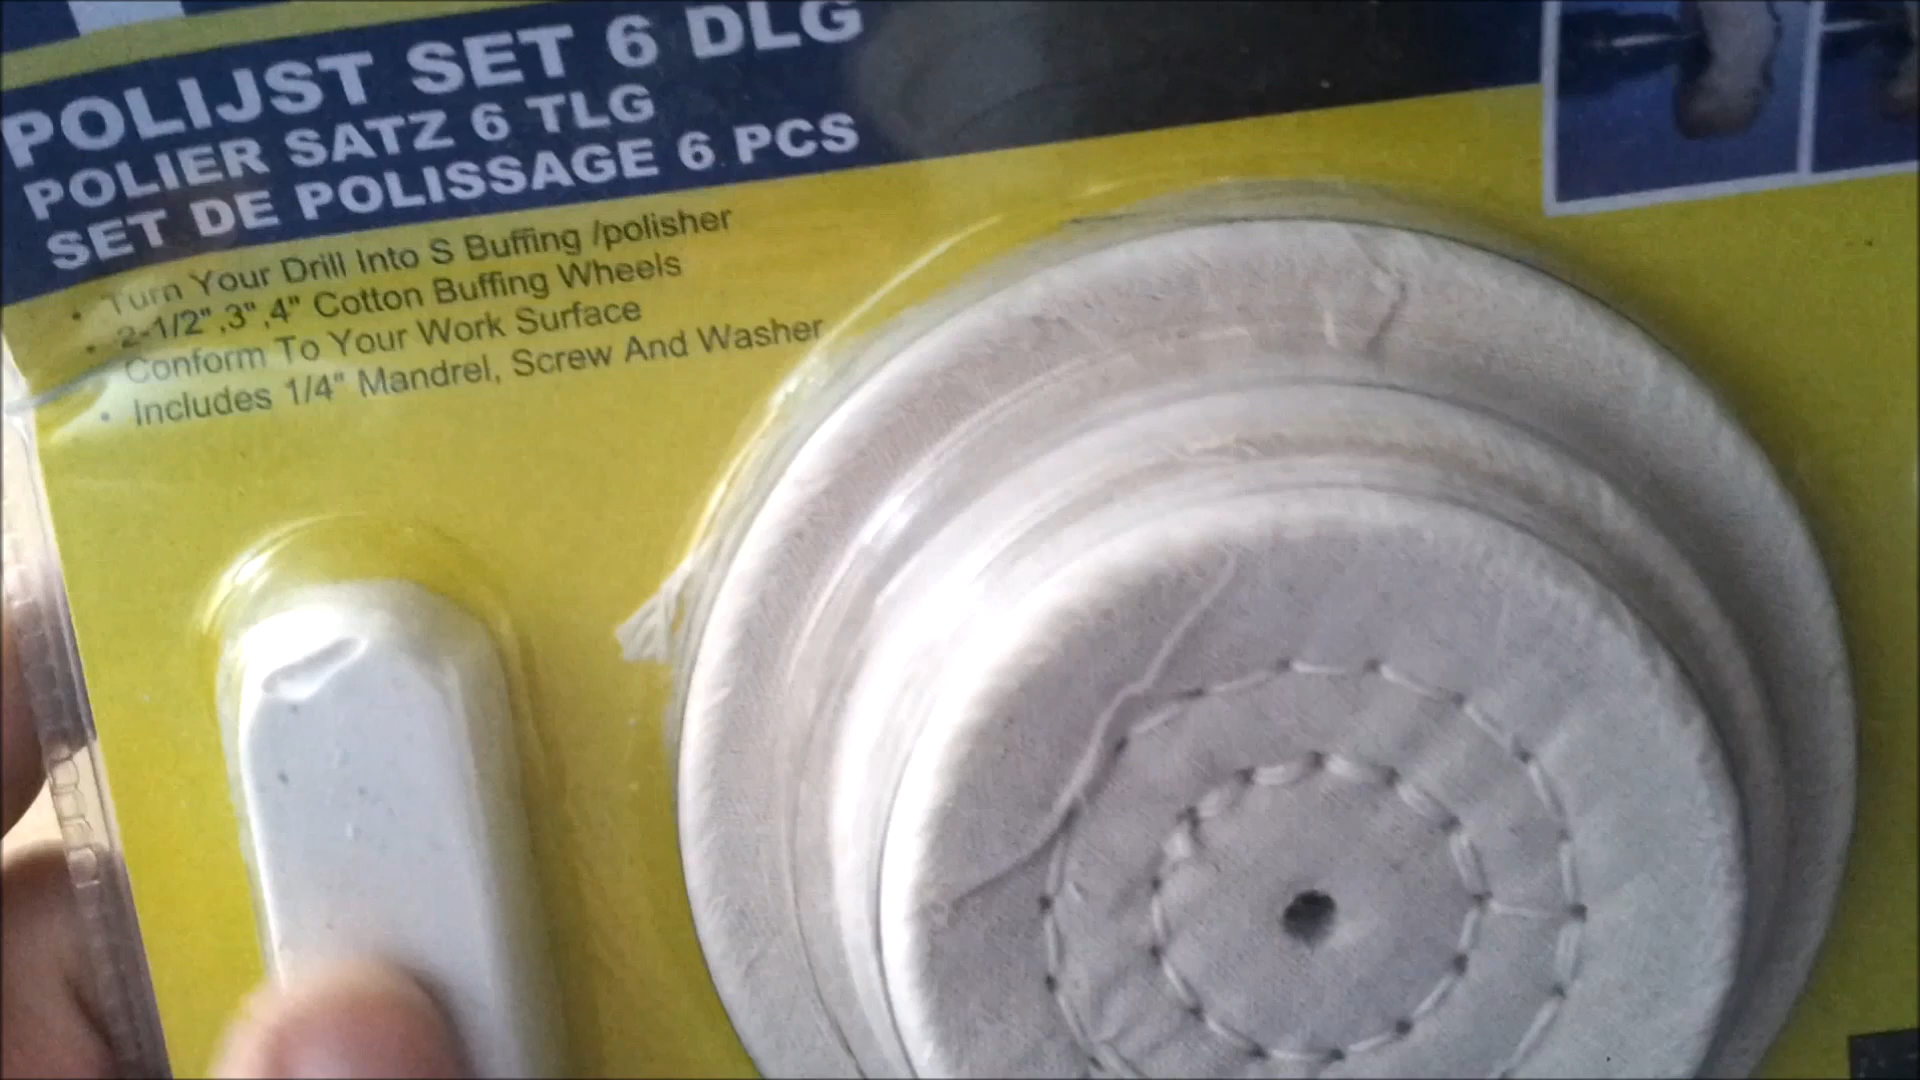 POLIJST SET 6 DLG
POLIER SATZ 6 TLG
SET DE POLISSAGE 6 PCS
• Turn Your Drill Into S Buffing /polisher
• 2-1/2",3",4" Cotton Buffing Wheels
Conform To Your Work Surface
• Includes 1/4" Mandrel, Screw And Washer